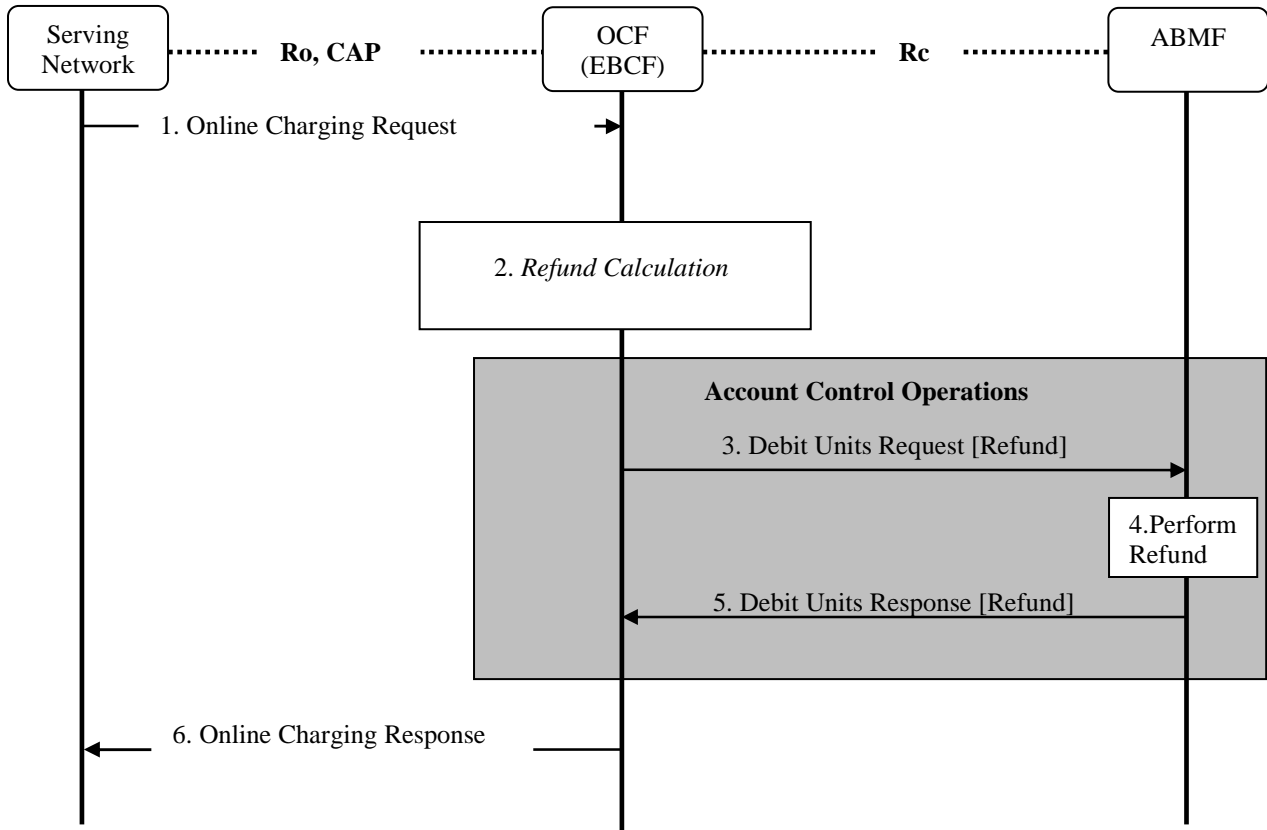 Serving
Network
Ro, CAP
OCF
(EBCF)
Rc
ABMF
1. Online Charging Request
2. Refund Calculation
Account Control Operations
3. Debit Units Request [Refund]
4.Perform
Refund
5. Debit Units Response [Refund]
6. Online Charging Response